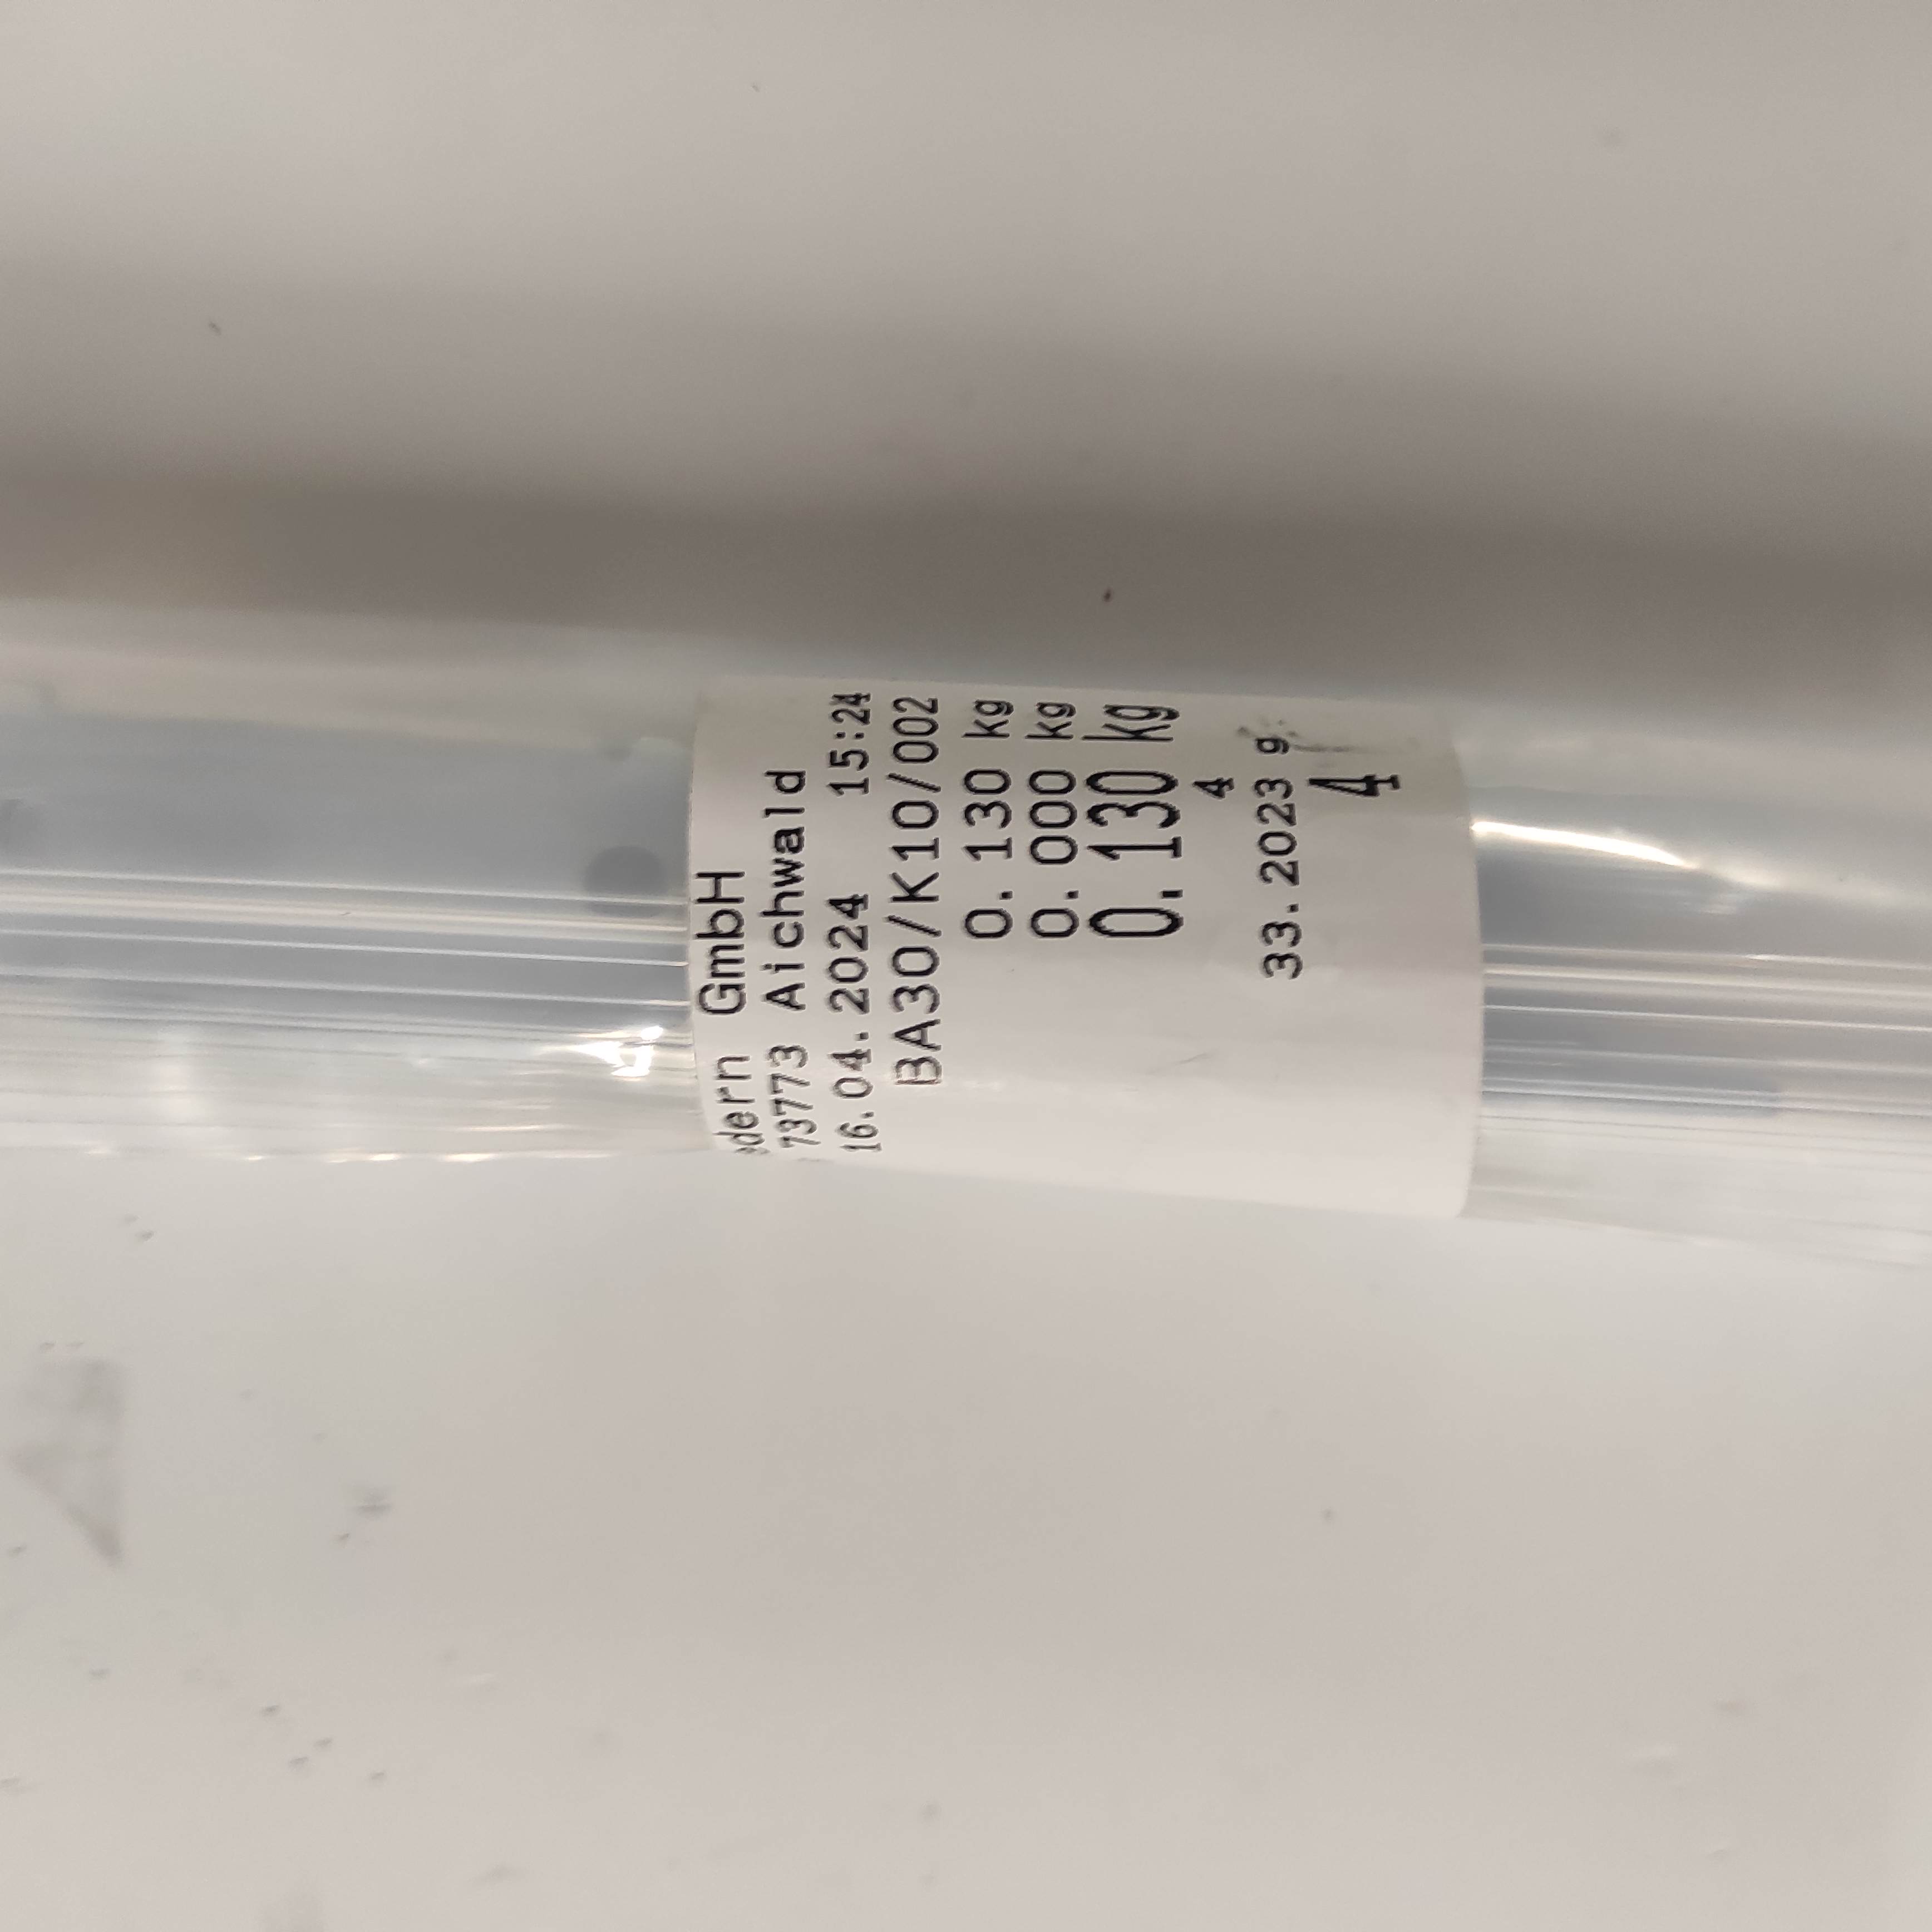 GmbH
73773 Aichwald
16.04.2024 15:24
BA30/K10/002
0.130 kg
0.000 kg
0.130 kg
4
33.2023 g
4